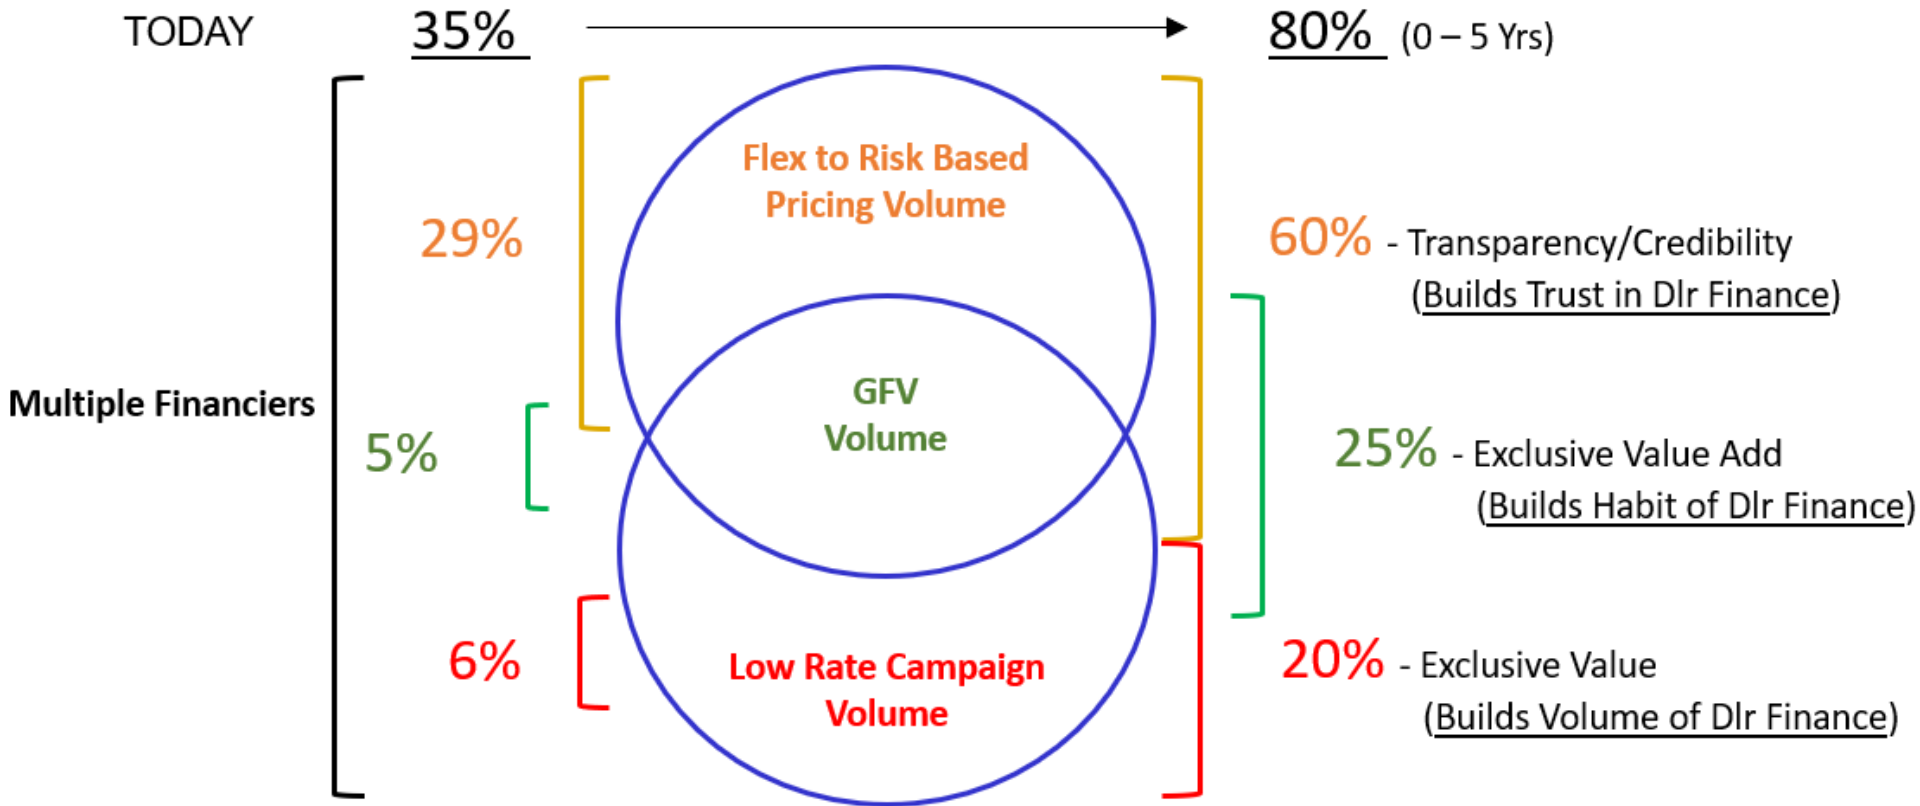 TODAY 35% 80% (0 – 5 Yrs)
Flex to Risk Based
Pricing Volume
29%
60% - Transparency/Credibility
(Builds Trust in Dlr Finance)
Multiple Financiers
GFV
Volume
5%
25% - Exclusive Value Add
(Builds Habit of Dlr Finance)
6%
Low Rate Campaign
Volume
20% - Exclusive Value
(Builds Volume of Dlr Finance)